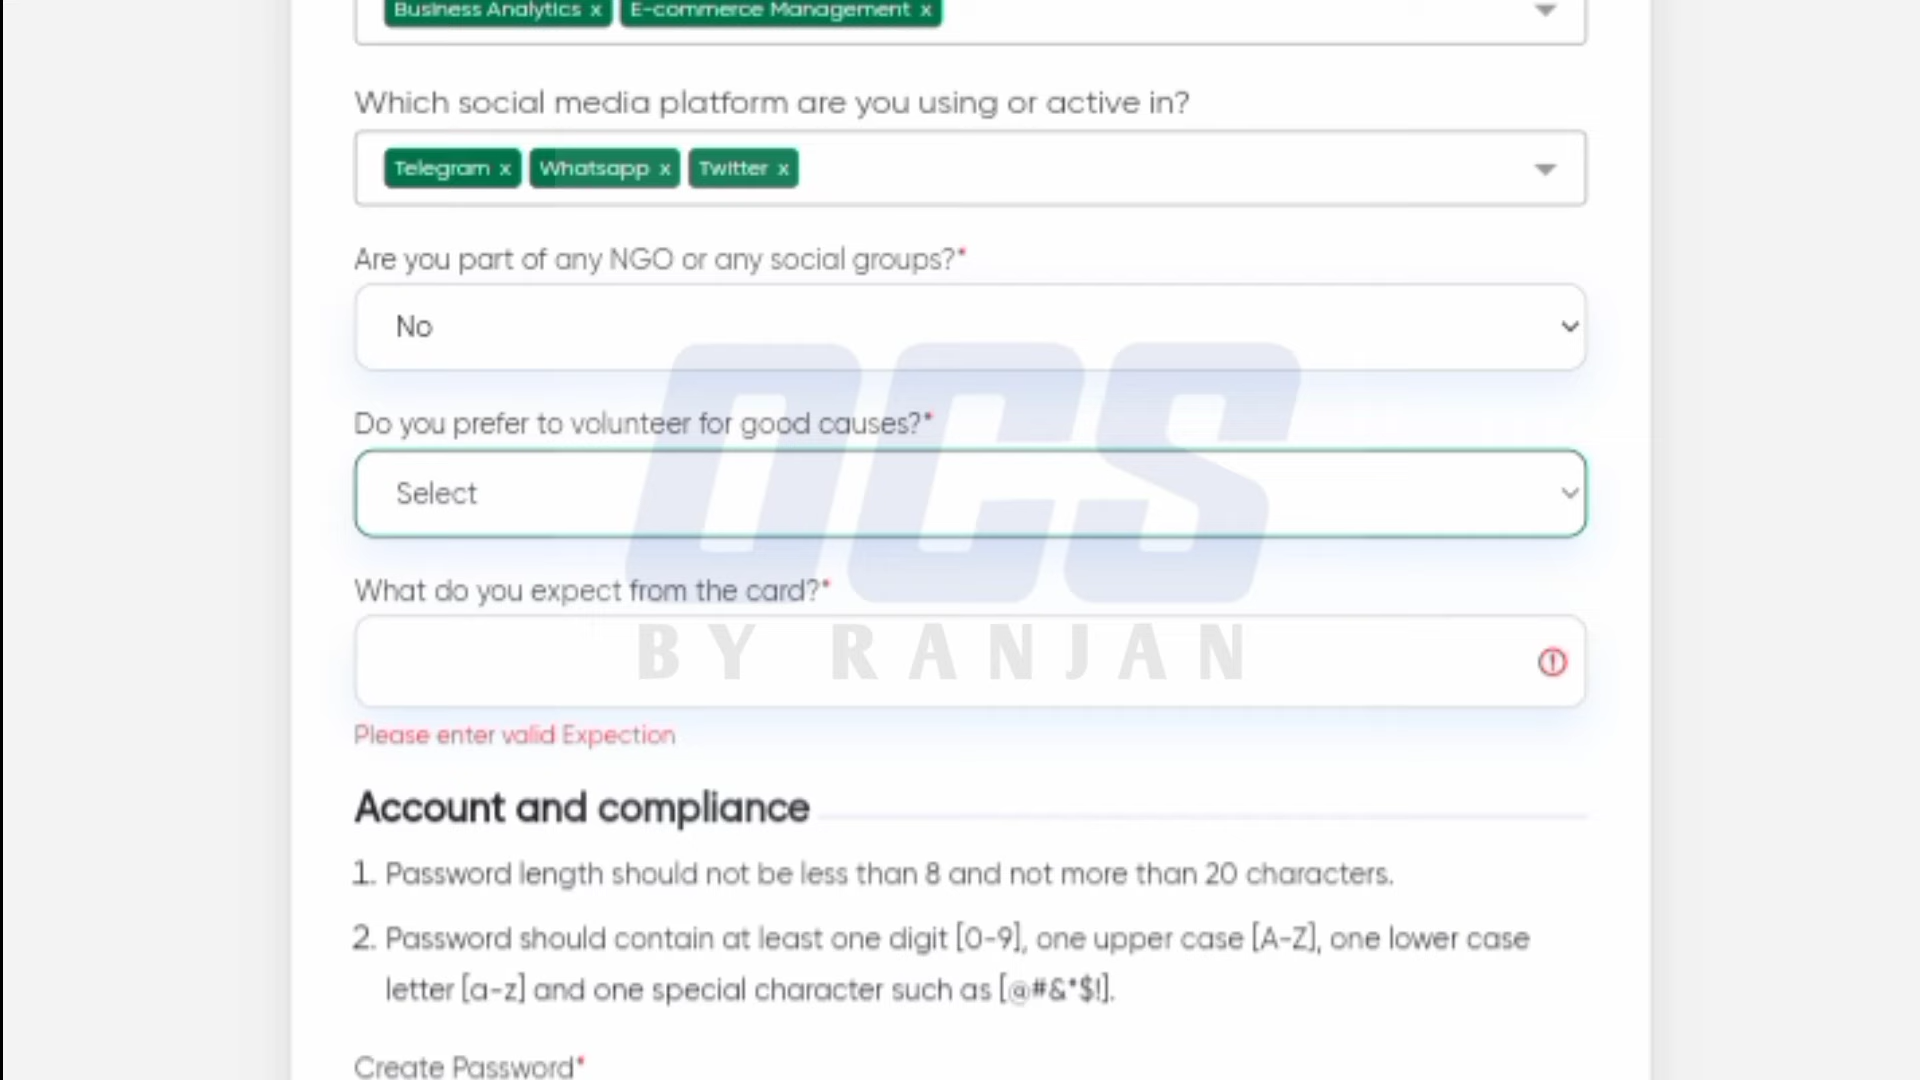 Business Analytics x E-commerce Management x
Which social media platform are you using or active in?
Telegram x Whatsapp x Twitter x
Are you part of any NGO or any social groups?*
No
Do you prefer to volunteer for good causes?*
Select
What do you expect from the card?*
OCS
BY RANJAN
Please enter valid Expection
Account and compliance
1. Password length should not be less than 8 and not more than 20 characters.
2. Password should contain at least one digit [0-9], one upper case [A-Z], one lower case
letter [a-z] and one special character such as [@#&*$!].
Create Password*